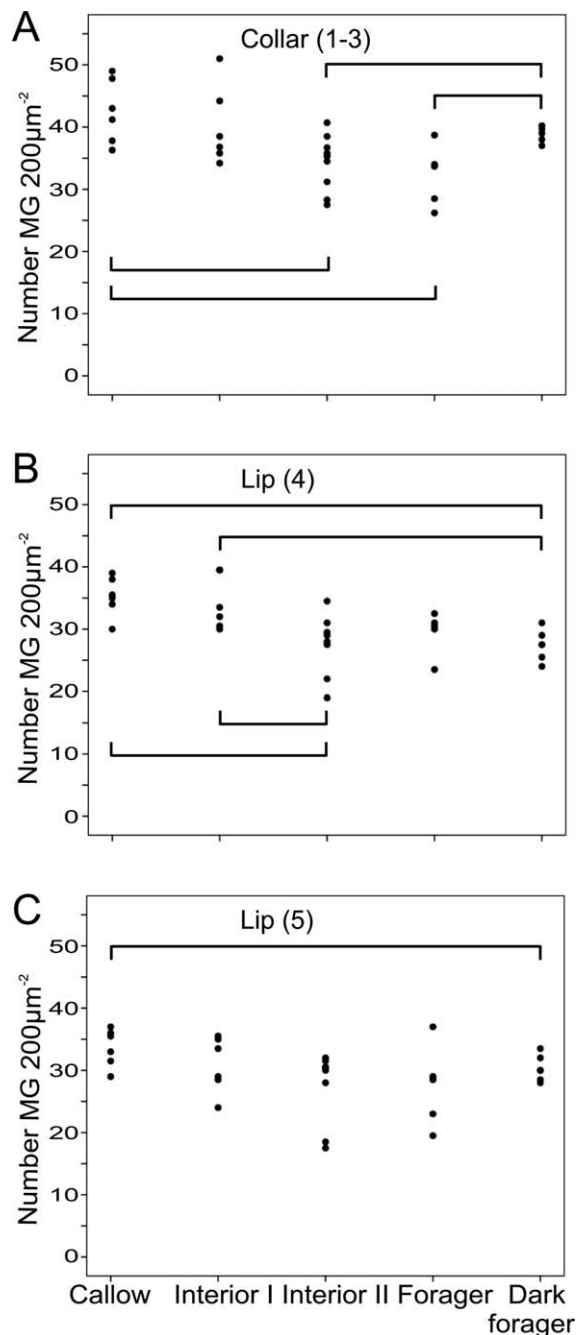 A
Collar (1-3)
Number MG 200µm⁻²
50
40
30
20
10
0
B
Lip (4)
Number MG 200µm⁻²
50
40
30
20
10
0
C
Lip (5)
Number MG 200µm⁻²
50
40
30
20
10
0
Callow Interior I Interior II Forager Dark
forager